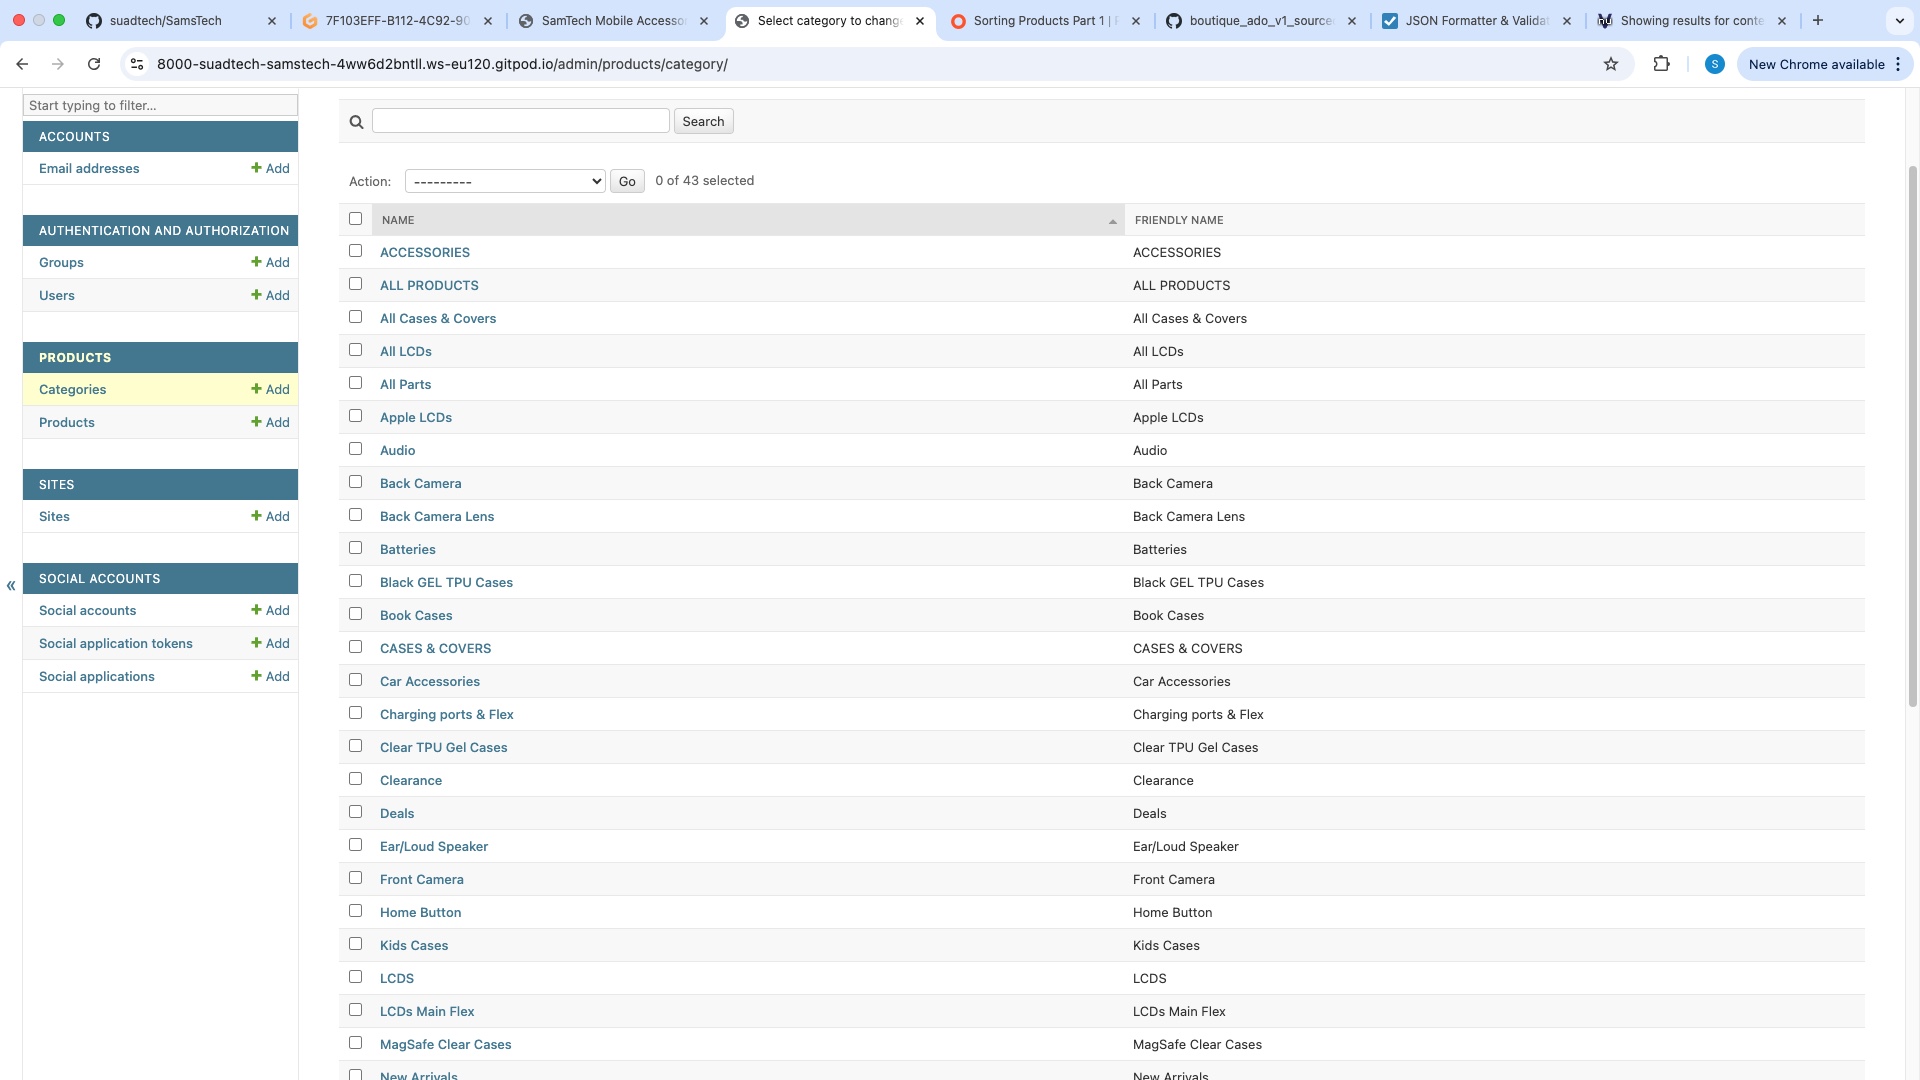 suadtech/SamsTech
7F103EFF-B112-4C92-90
SamTech Mobile Accesso
Select category to chang
Sorting Products Part 1 |
boutique_ado_v1_source
JSON Formatter & Valida
Showing results for conte
8000-suadtech-samstech-4ww6d2bntll.ws-eu120.gitpod.io/admin/products/category/
S
New Chrome available
Start typing to filter...
ACCOUNTS
Email addresses Add
AUTHENTICATION AND AUTHORIZATION
Groups Add
Users Add
PRODUCTS
Categories Add
Products Add
SITES
Sites Add
SOCIAL ACCOUNTS
Social accounts Add
Social application tokens Add
Social applications Add
«
Search
Action: --------- Go 0 of 43 selected
NAME FRIENDLY NAME
ACCESSORIES ACCESSORIES
ALL PRODUCTS ALL PRODUCTS
All Cases & Covers All Cases & Covers
All LCDs All LCDs
All Parts All Parts
Apple LCDs Apple LCDs
Audio Audio
Back Camera Back Camera
Back Camera Lens Back Camera Lens
Batteries Batteries
Black GEL TPU Cases Black GEL TPU Cases
Book Cases Book Cases
CASES & COVERS CASES & COVERS
Car Accessories Car Accessories
Charging ports & Flex Charging ports & Flex
Clear TPU Gel Cases Clear TPU Gel Cases
Clearance Clearance
Deals Deals
Ear/Loud Speaker Ear/Loud Speaker
Front Camera Front Camera
Home Button Home Button
Kids Cases Kids Cases
LCDS LCDS
LCDs Main Flex LCDs Main Flex
MagSafe Clear Cases MagSafe Clear Cases
New Arrivals New Arrivals